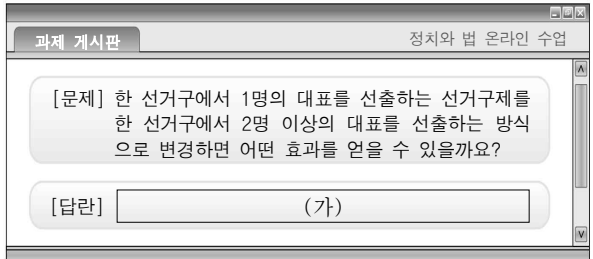 과제 게시판
정치와 법 온라인 수업
[문제] 한 선거구에서 1명의 대표를 선출하는 선거구제를
한 선거구에서 2명 이상의 대표를 선출하는 방식
으로 변경하면 어떤 효과를 얻을 수 있을까요?
[답란] (가)